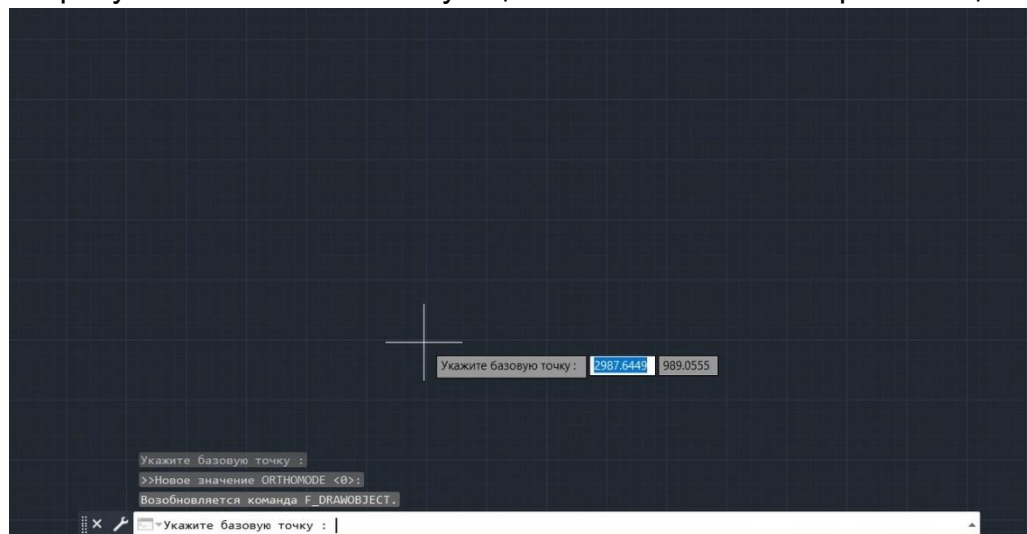 Укажите базовую точку : 2987.6449 989.0555
Укажите базовую точку :
>>Новое значение ORTHOMODE <0>:
Возобновляется команда F_DRAWOBJECT.
Укажите базовую точку :